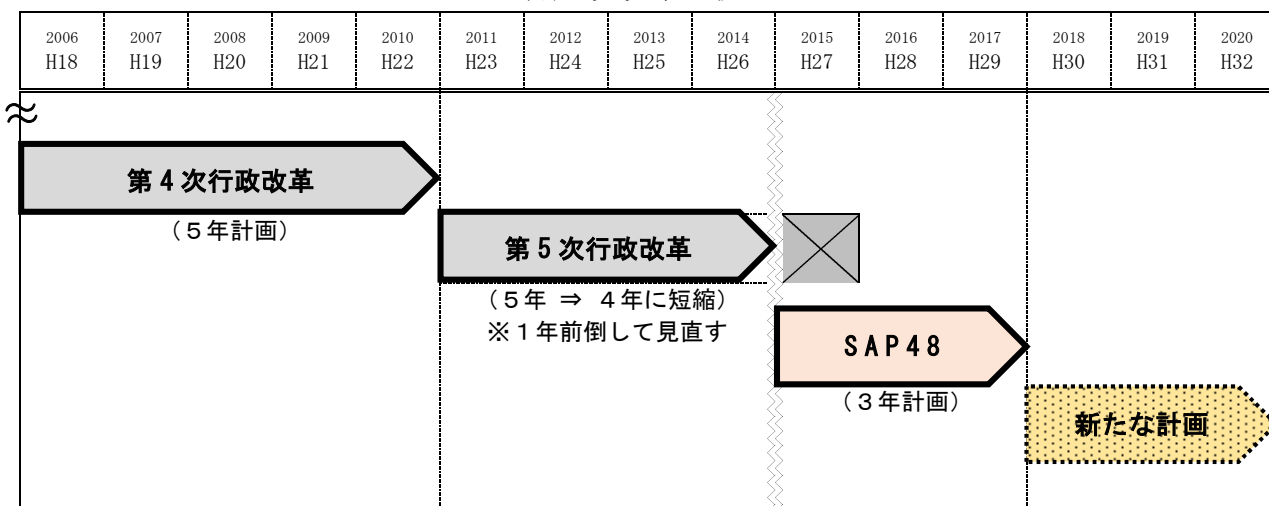 2006 2007 2008 2009 2010 2011 2012 2013 2014 2015 2016 2017 2018 2019 2020
H18 H19 H20 H21 H22 H23 H24 H25 H26 H27 H28 H29 H30 H31 H32
第4次行政改革
（５年計画）
第5次行政改革
（５年 ⇒ ４年に短縮）
※１年前倒して見直す
ＳＡＰ４８
（３年計画）
新たな計画